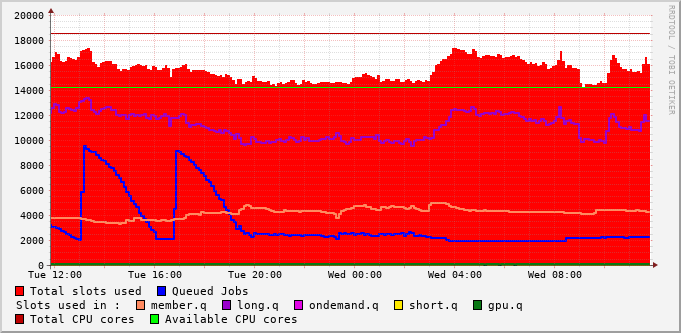 RRDTOOL / TOBI OETIKER
20000
18000
16000
14000
12000
10000
8000
6000
4000
2000
0
Tue 12:00 Tue 16:00 Tue 20:00 Wed 00:00 Wed 04:00 Wed 08:00
Total slots used Queued Jobs
Slots used in : member.q long.q ondemand.q short.q gpu.q
Total CPU cores Available CPU cores